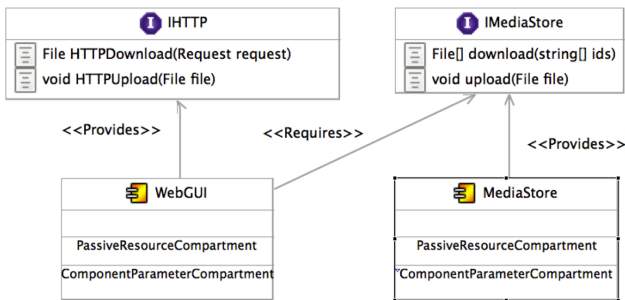 IHTTP
File HTTPDownload(Request request)
void HTTPUpload(File file)
IMediaStore
File[] download(string[] ids)
void upload(File file)
<<Provides>>
<<Requires>>
<<Provides>>
WebGUI
PassiveResourceCompartment
ComponentParameterCompartment
MediaStore
PassiveResourceCompartment
ComponentParameterCompartment